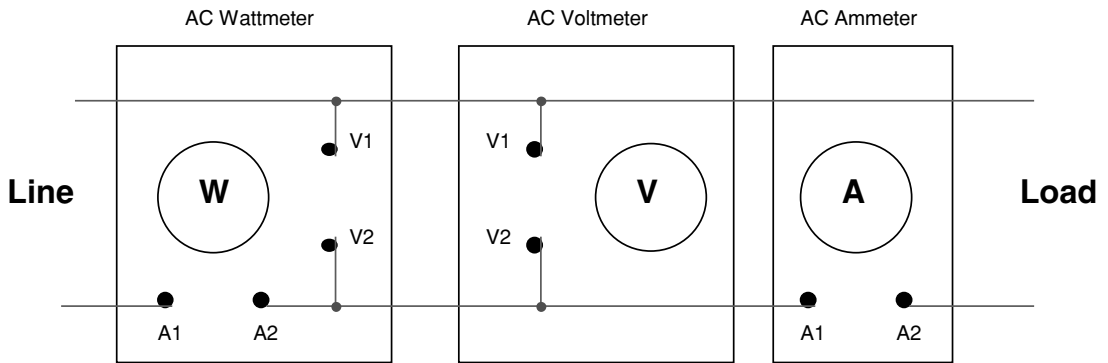 AC Wattmeter AC Voltmeter AC Ammeter
V1 V1
Line W V A Load
V2 V2
A1 A2 A1 A2